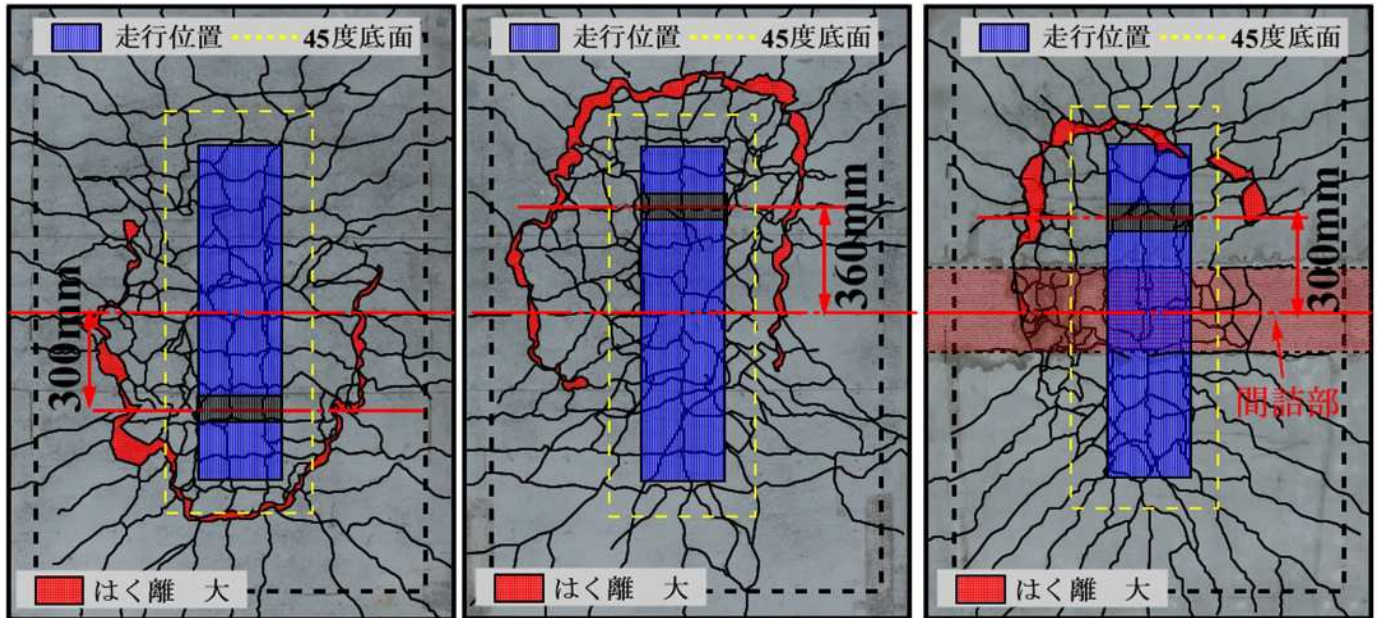 走行位置 45度底面
300mm
はく離 大
走行位置 45度底面
360mm
はく離 大
走行位置 45度底面
300mm
間詰部
はく離 大